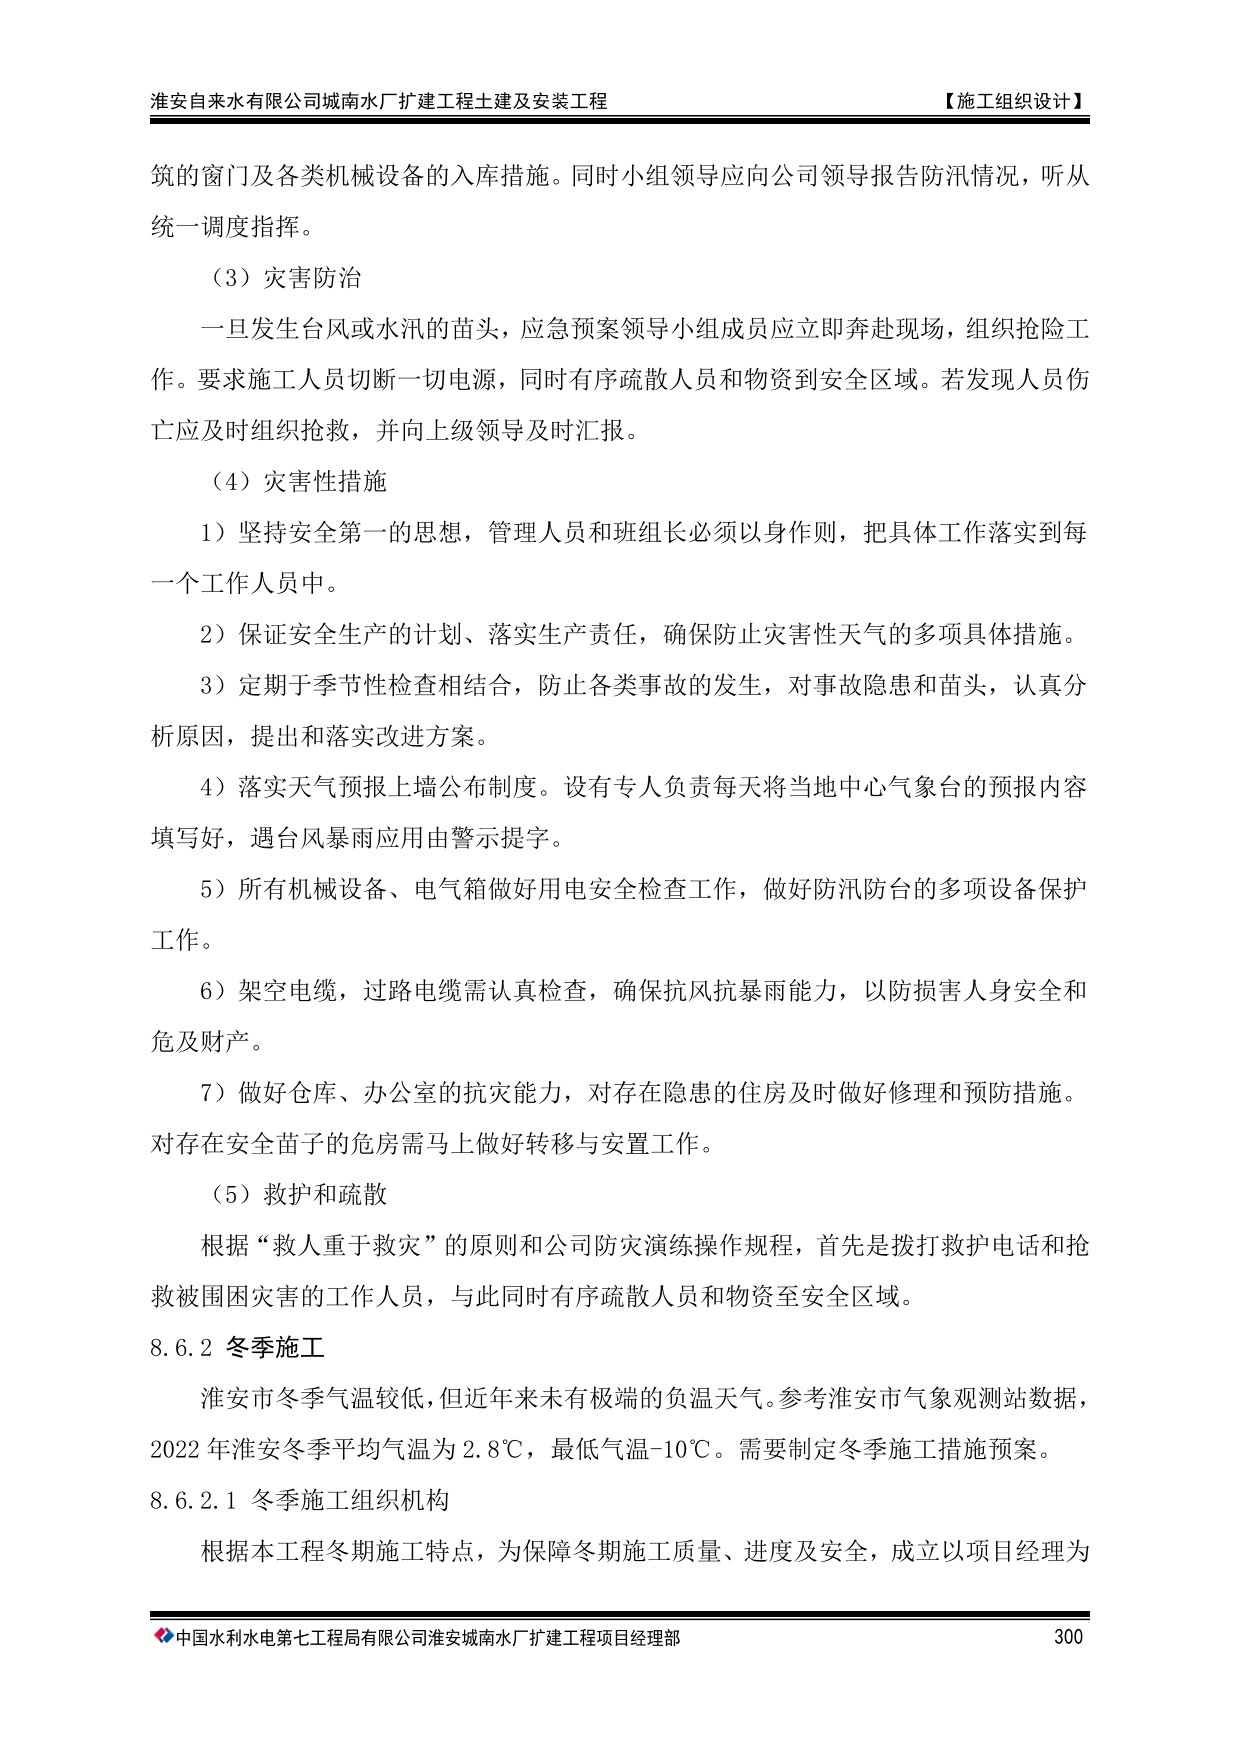 淮安自来水有限公司城南水厂扩建工程土建及安装工程 【施工组织设计】
筑的窗门及各类机械设备的入库措施。同时小组领导应向公司领导报告防汛情况，听从
统一调度指挥。
（3）灾害防治
一旦发生台风或水汛的苗头，应急预案领导小组成员应立即奔赴现场，组织抢险工
作。要求施工人员切断一切电源，同时有序疏散人员和物资到安全区域。若发现人员伤
亡应及时组织抢救，并向上级领导及时汇报。
（4）灾害性措施
1）坚持安全第一的思想，管理人员和班组长必须以身作则，把具体工作落实到每
一个工作人员中。
2）保证安全生产的计划、落实生产责任，确保防止灾害性天气的多项具体措施。
3）定期于季节性检查相结合，防止各类事故的发生，对事故隐患和苗头，认真分
析原因，提出和落实改进方案。
4）落实天气预报上墙公布制度。设有专人负责每天将当地中心气象台的预报内容
填写好，遇台风暴雨应用由警示提字。
5）所有机械设备、电气箱做好用电安全检查工作，做好防汛防台的多项设备保护
工作。
6）架空电缆，过路电缆需认真检查，确保抗风抗暴雨能力，以防损害人身安全和
危及财产。
7）做好仓库、办公室的抗灾能力，对存在隐患的住房及时做好修理和预防措施。
对存在安全苗子的危房需马上做好转移与安置工作。
（5）救护和疏散
根据“救人重于救灾”的原则和公司防灾演练操作规程，首先是拨打救护电话和抢
救被围困灾害的工作人员，与此同时有序疏散人员和物资至安全区域。
8.6.2 冬季施工
淮安市冬季气温较低，但近年来未有极端的负温天气。参考淮安市气象观测站数据，
2022 年淮安冬季平均气温为 2.8℃，最低气温-10℃。需要制定冬季施工措施预案。
8.6.2.1 冬季施工组织机构
根据本工程冬期施工特点，为保障冬期施工质量、进度及安全，成立以项目经理为
中国水利水电第七工程局有限公司淮安城南水厂扩建工程项目经理部 300